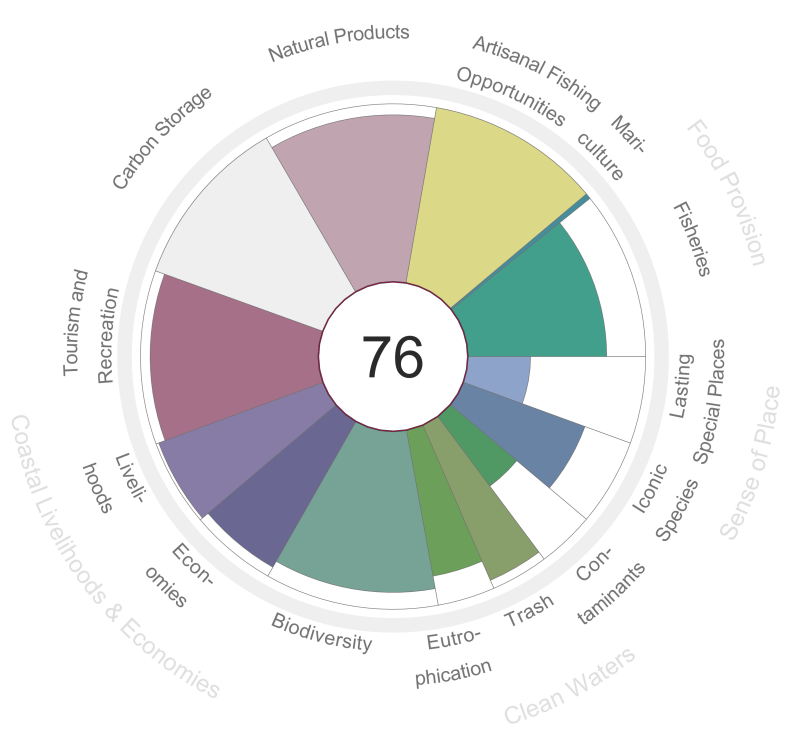 Natural Products
Artisanal Fishing
Opportunities
Mari-
culture
Food Provision
Fisheries
Carbon Storage
Tourism and
Recreation
76
Lasting
Special Places
Sense of Place
Iconic
Species
Coastal Livelihoods & Economies
Liveli-
hoods
Econ-
omies
Biodiversity
Eutro-
phication
Trash
Con-
taminants
Clean Waters